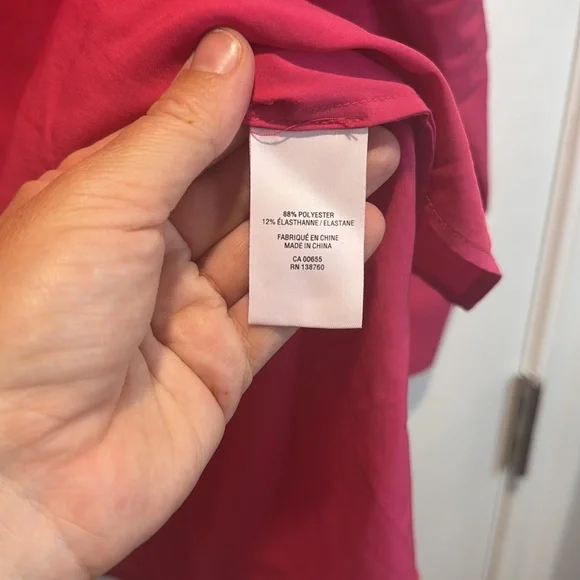 88% POLYESTER
12% ÉLASTHANNE / ELASTANE
FABRIQUÉ EN CHINE
MADE IN CHINA
CA 00655
RN 138760